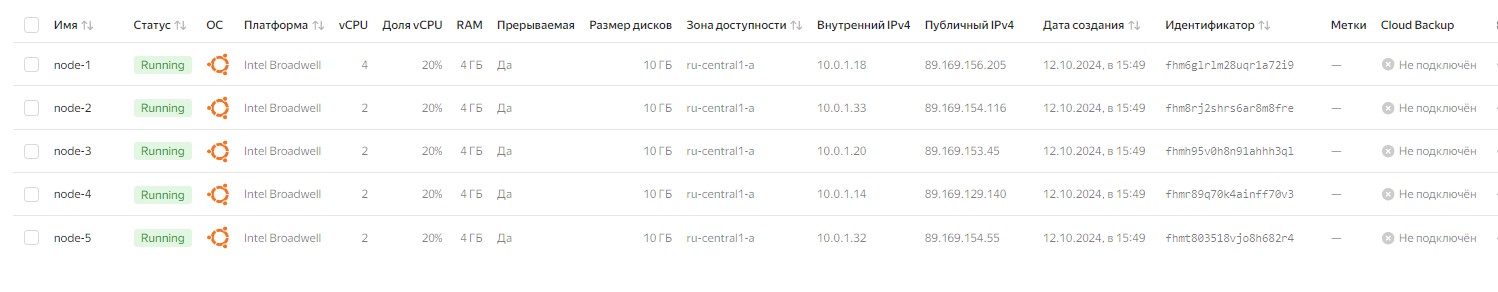 Имя Статус ОС Платформа vCPU Доля vCPU RAM Прерываемая Размер дисков Зона доступности Внутренний IPv4 Публичный IPv4 Дата создания Идентификатор Метки Cloud Backup
node-1 Running Intel Broadwell 4 20% 4 ГБ Да 10 ГБ ru-central1-a 10.0.1.18 89.169.156.205 12.10.2024, в 15:49 fhm6glrlm28uqr1a72i9 — Не подключён
node-2 Running Intel Broadwell 2 20% 4 ГБ Да 10 ГБ ru-central1-a 10.0.1.33 89.169.154.116 12.10.2024, в 15:49 fhm8rj2shrs6ar8m8fre — Не подключён
node-3 Running Intel Broadwell 2 20% 4 ГБ Да 10 ГБ ru-central1-a 10.0.1.20 89.169.153.45 12.10.2024, в 15:49 fhmh95v0h8n91ahhh3ql — Не подключён
node-4 Running Intel Broadwell 2 20% 4 ГБ Да 10 ГБ ru-central1-a 10.0.1.14 89.169.129.140 12.10.2024, в 15:49 fhmr89q70k4ainff70v3 — Не подключён
node-5 Running Intel Broadwell 2 20% 4 ГБ Да 10 ГБ ru-central1-a 10.0.1.32 89.169.154.55 12.10.2024, в 15:49 fhmt803518vjo8h682r4 — Не подключён